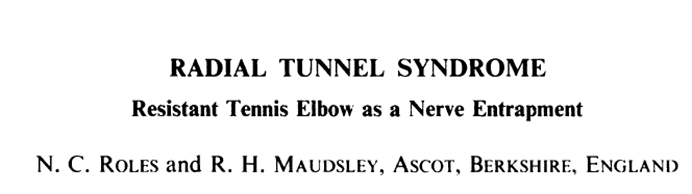 RADIAL TUNNEL SYNDROME
Resistant Tennis Elbow as a Nerve Entrapment
N. C. ROLES and R. H. MAUDSLEY, ASCOT, BERKSHIRE, ENGLAND